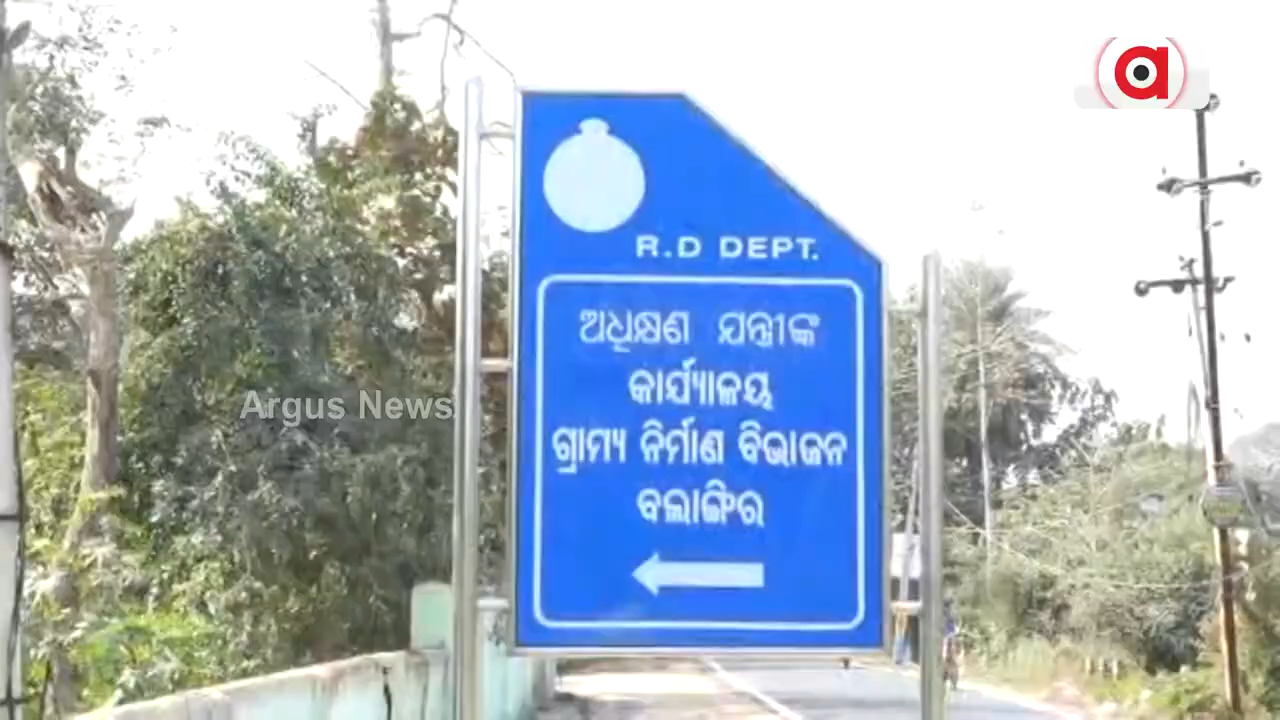 a
R.D DEPT.
ଅଧୂକ୍ଷଣ ଯନ୍ତ୍ରୀଙ୍କ
କାର୍ଯ୍ୟାଳୟ
Argus News
ଗ୍ରାମ୍ୟ ନିର୍ମାଣ ବିଭାଜନ
ବଲାଙ୍ଗିର